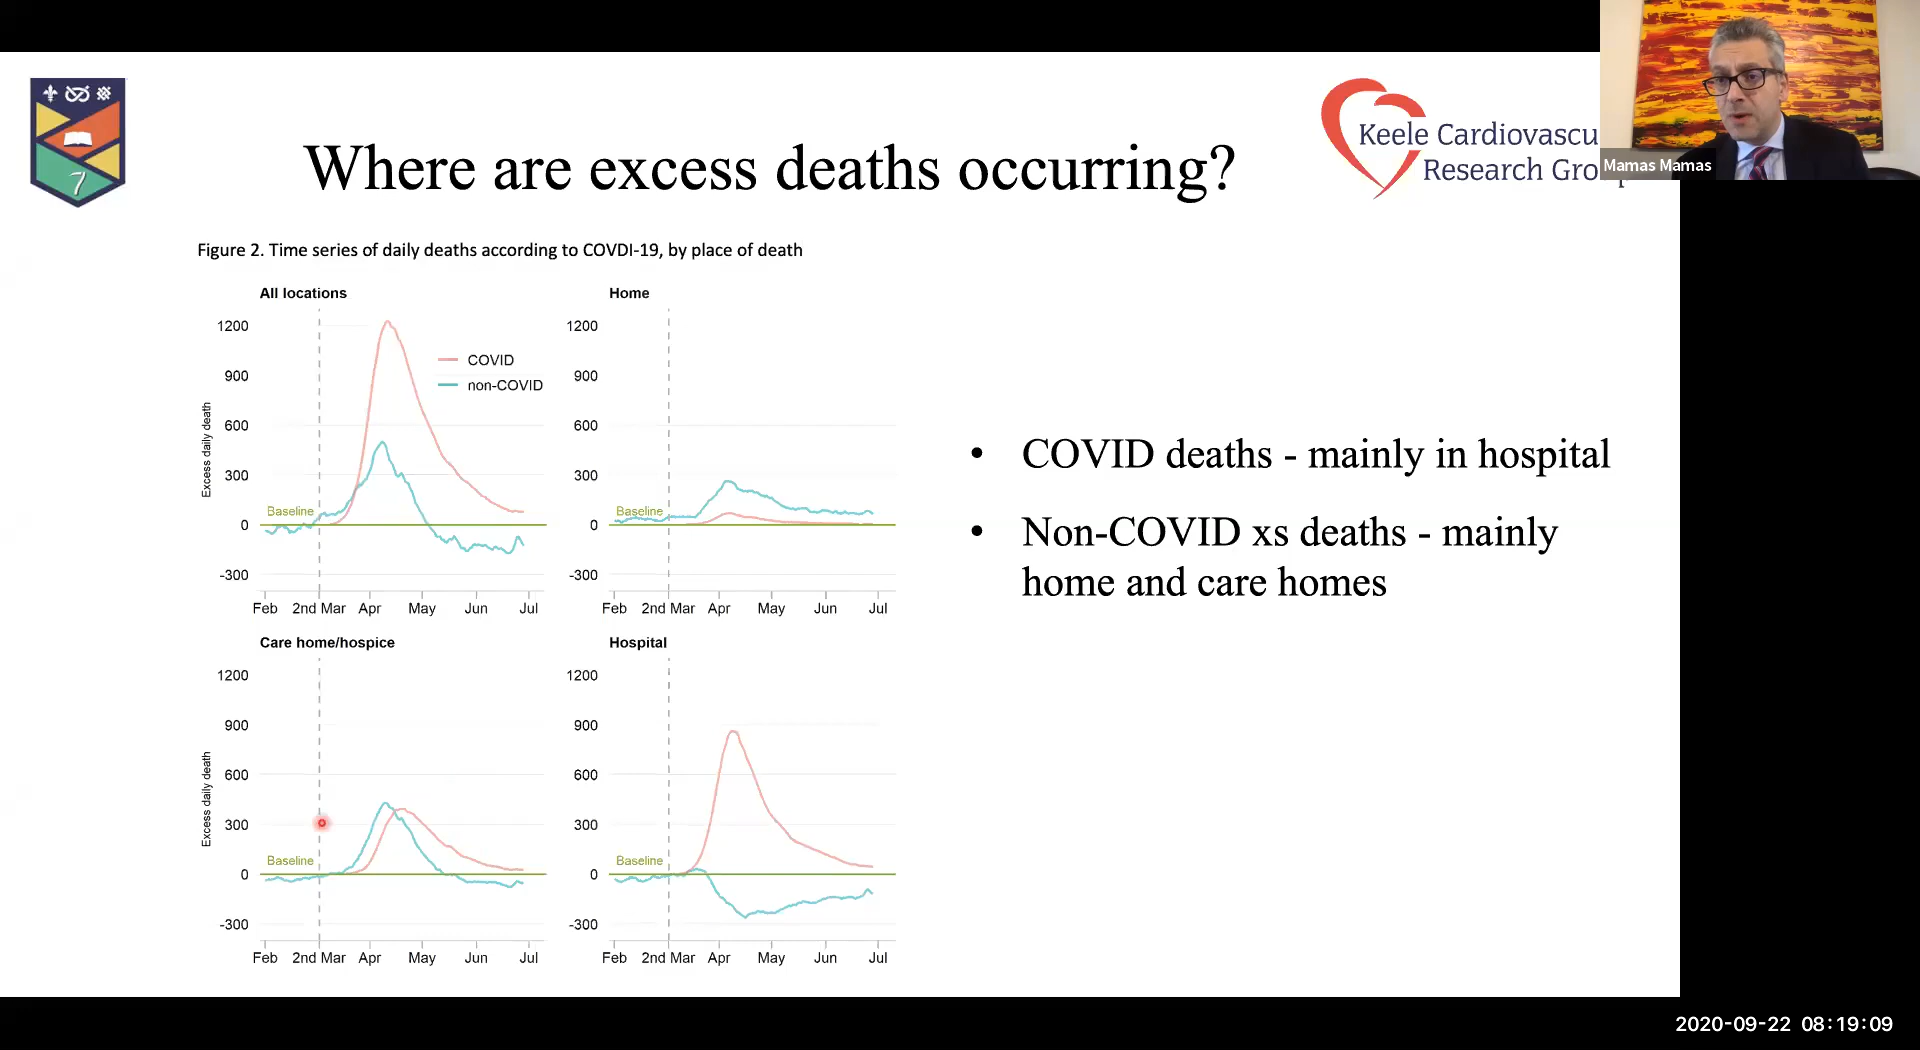 Where are excess deaths occurring?
Keele Cardiovascu
Research Gro
Mamas Mamas
Figure 2. Time series of daily deaths according to COVDI-19, by place of death
All locations
Excess daily death
1200
900
600
300
0
-300
COVID
non-COVID
Baseline
Feb 2nd Mar Apr May Jun Jul
Home
1200
900
600
300
0
-300
Baseline
Feb 2nd Mar Apr May Jun Jul
Care home/hospice
Excess daily death
1200
900
600
300
0
-300
Baseline
Feb 2nd Mar Apr May Jun Jul
Hospital
1200
900
600
300
0
-300
Baseline
Feb 2nd Mar Apr May Jun Jul
• COVID deaths - mainly in hospital
• Non-COVID xs deaths - mainly
home and care homes
2020-09-22 08:19:09